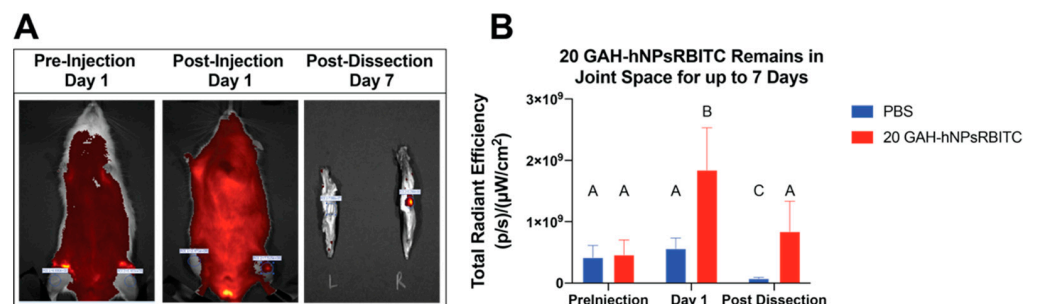 A
Pre-Injection
Day 1
Post-Injection
Day 1
Post-Dissection
Day 7
L
R
B
20 GAH-hNPsRBITC Remains in
Joint Space for up to 7 Days
Total Radiant Efficiency
(p/s)/(µW/cm²)
3×10⁹
2×10⁹
1×10⁹
0
A
A
A
B
C
A
PreInjection
Day 1
Post Dissection
PBS
20 GAH-hNPsRBITC